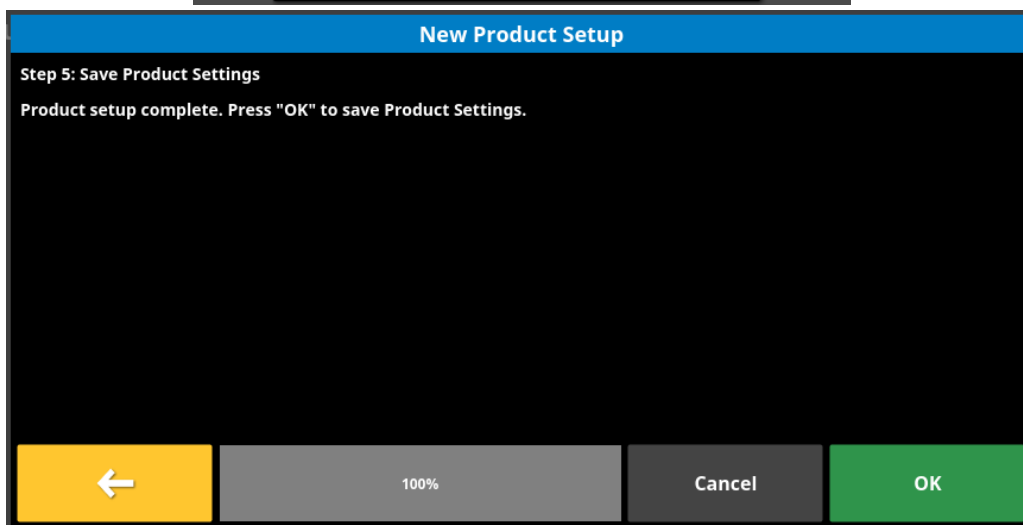 New Product Setup
Step 5: Save Product Settings
Product setup complete. Press "OK" to save Product Settings.
100%
Cancel
OK